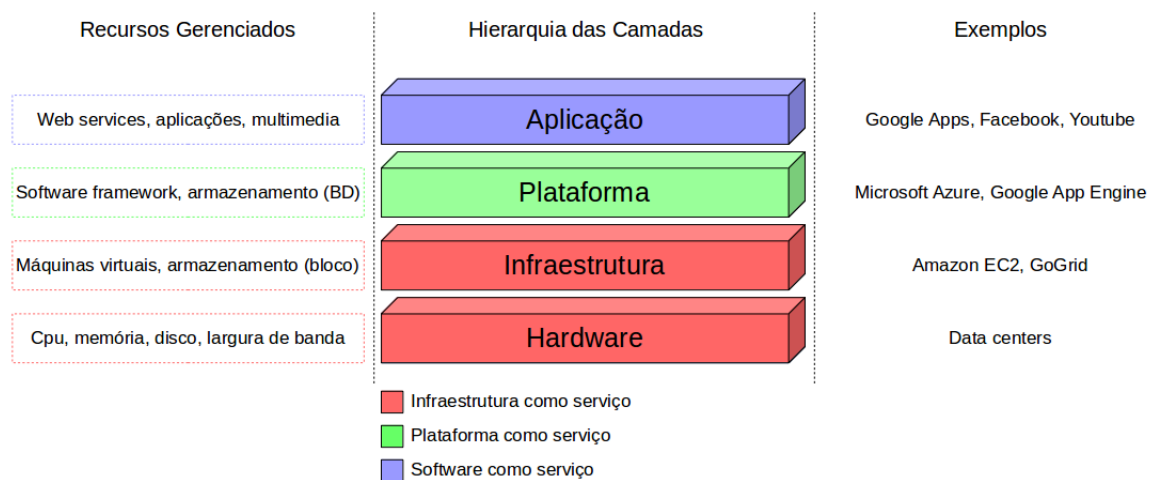 Recursos Gerenciados
Hierarquia das Camadas
Exemplos
Web services, aplicações, multimedia
Aplicação
Google Apps, Facebook, Youtube
Software framework, armazenamento (BD)
Plataforma
Microsoft Azure, Google App Engine
Máquinas virtuais, armazenamento (bloco)
Infraestrutura
Amazon EC2, GoGrid
Cpu, memória, disco, largura de banda
Hardware
Data centers
Infraestrutura como serviço
Plataforma como serviço
Software como serviço